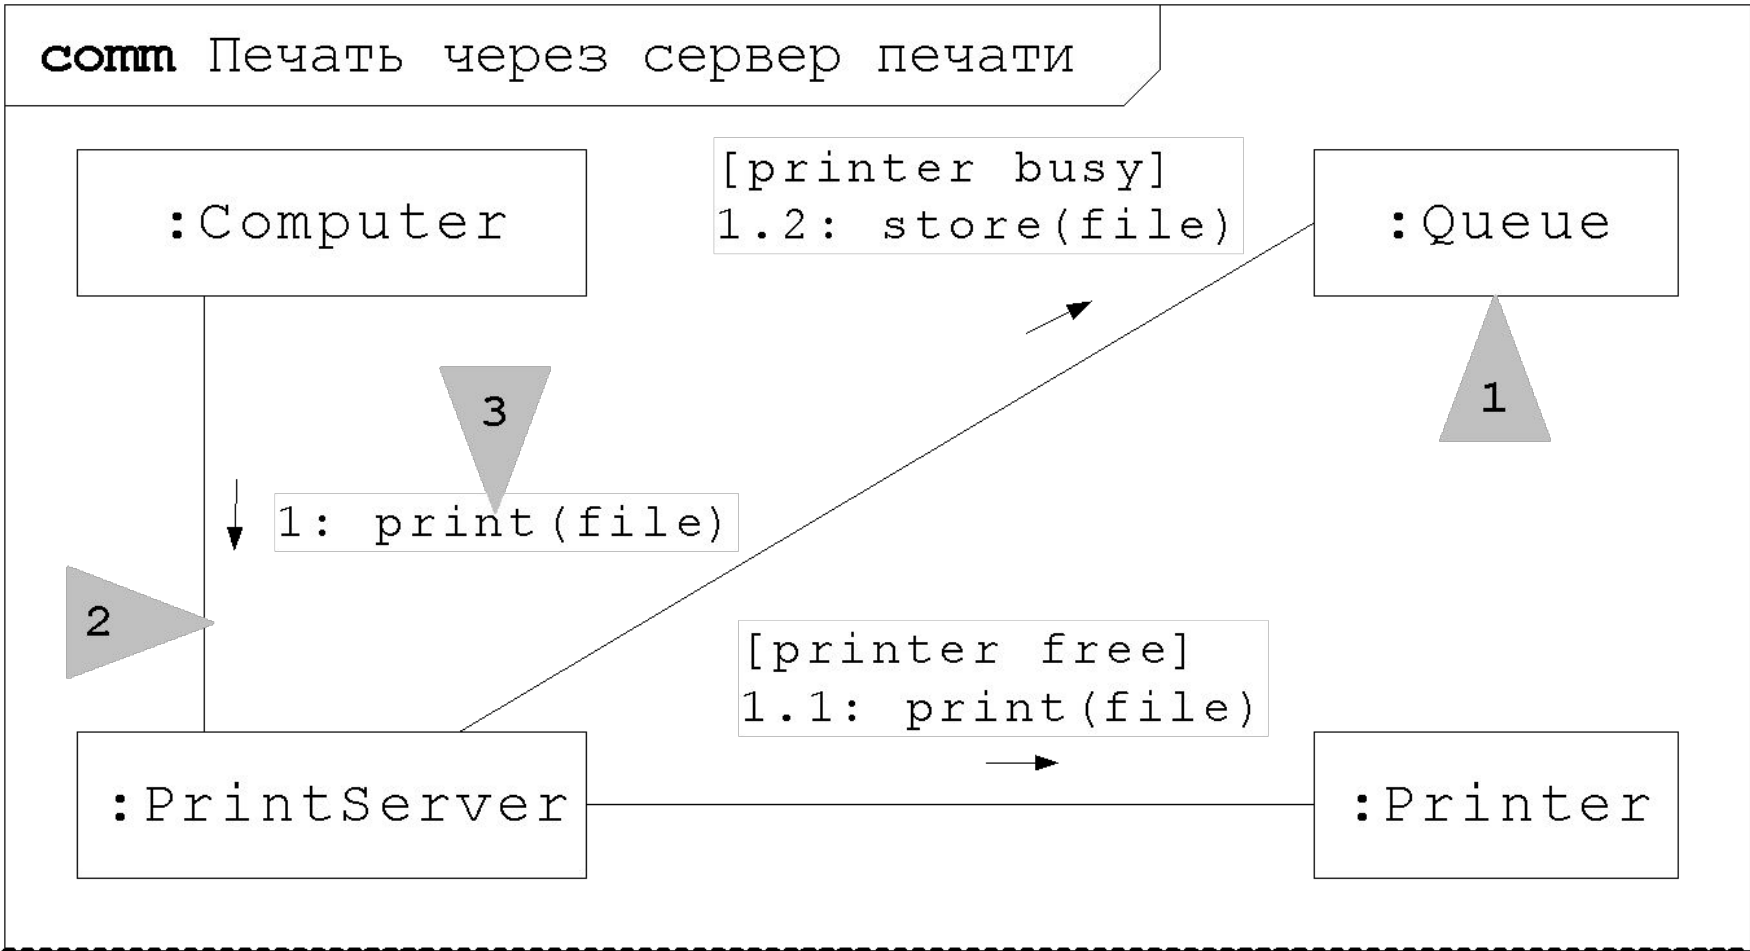 comm Печать через сервер печати
:Computer
[printer busy]
1.2: store(file)
:Queue
3
1
1: print(file)
2
[printer free]
1.1: print(file)
:PrintServer
:Printer